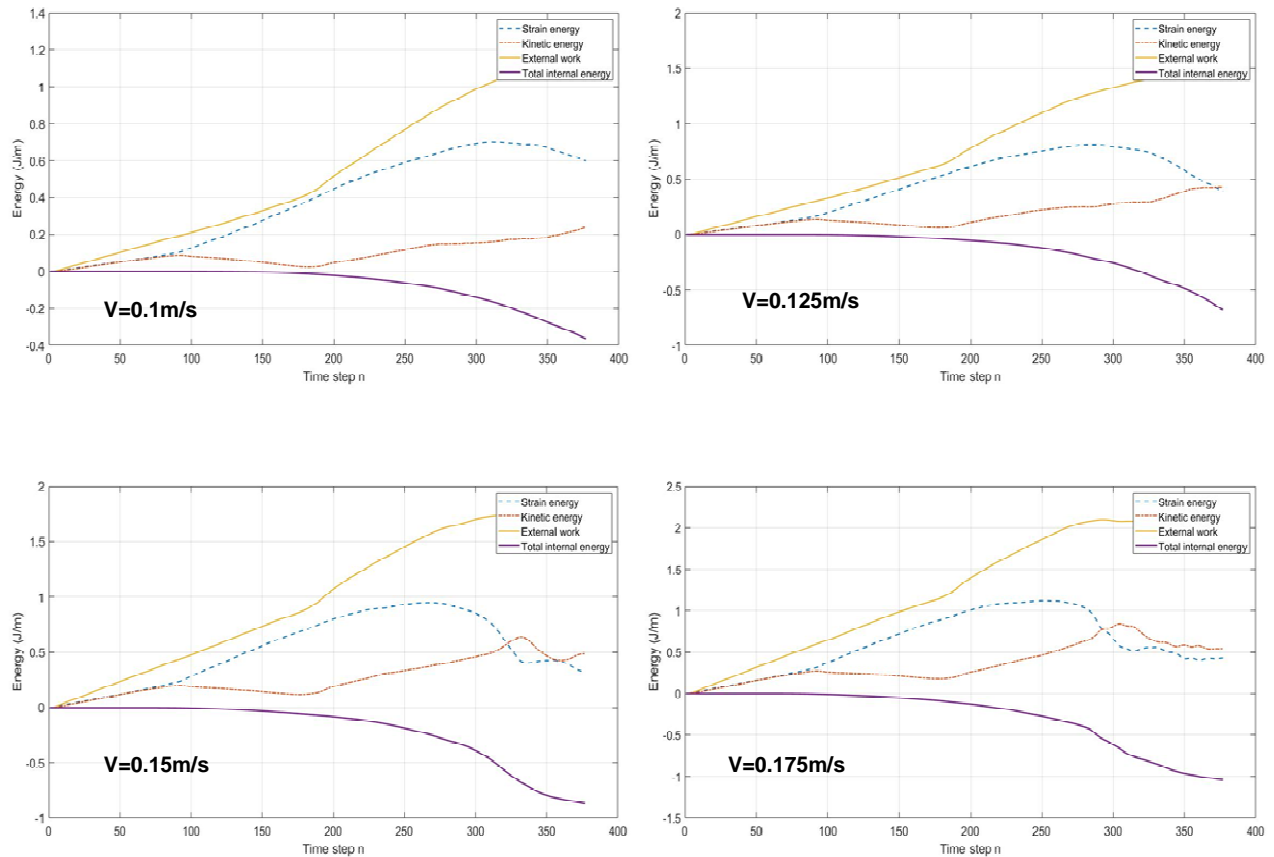 1.4
1.2
1
0.8
0.6
0.4
0.2
0
-0.2
-0.4
Energy (J/m)
Strain energy
Kinetic energy
External work
Total internal energy
V=0.1m/s
0 50 100 150 200 250 300 350 400
Time step n
2
1.5
1
0.5
0
-0.5
-1
Energy (J/m)
Strain energy
Kinetic energy
External work
Total internal energy
V=0.125m/s
0 50 100 150 200 250 300 350 400
Time step n
2
1.5
1
0.5
0
-0.5
-1
Energy (J/m)
Strain energy
Kinetic energy
External work
Total internal energy
V=0.15m/s
0 50 100 150 200 250 300 350 400
Time step n
2.5
2
1.5
1
0.5
0
-0.5
-1
-1.5
Energy (J/m)
Strain energy
Kinetic energy
External work
Total internal energy
V=0.175m/s
0 50 100 150 200 250 300 350 400
Time step n